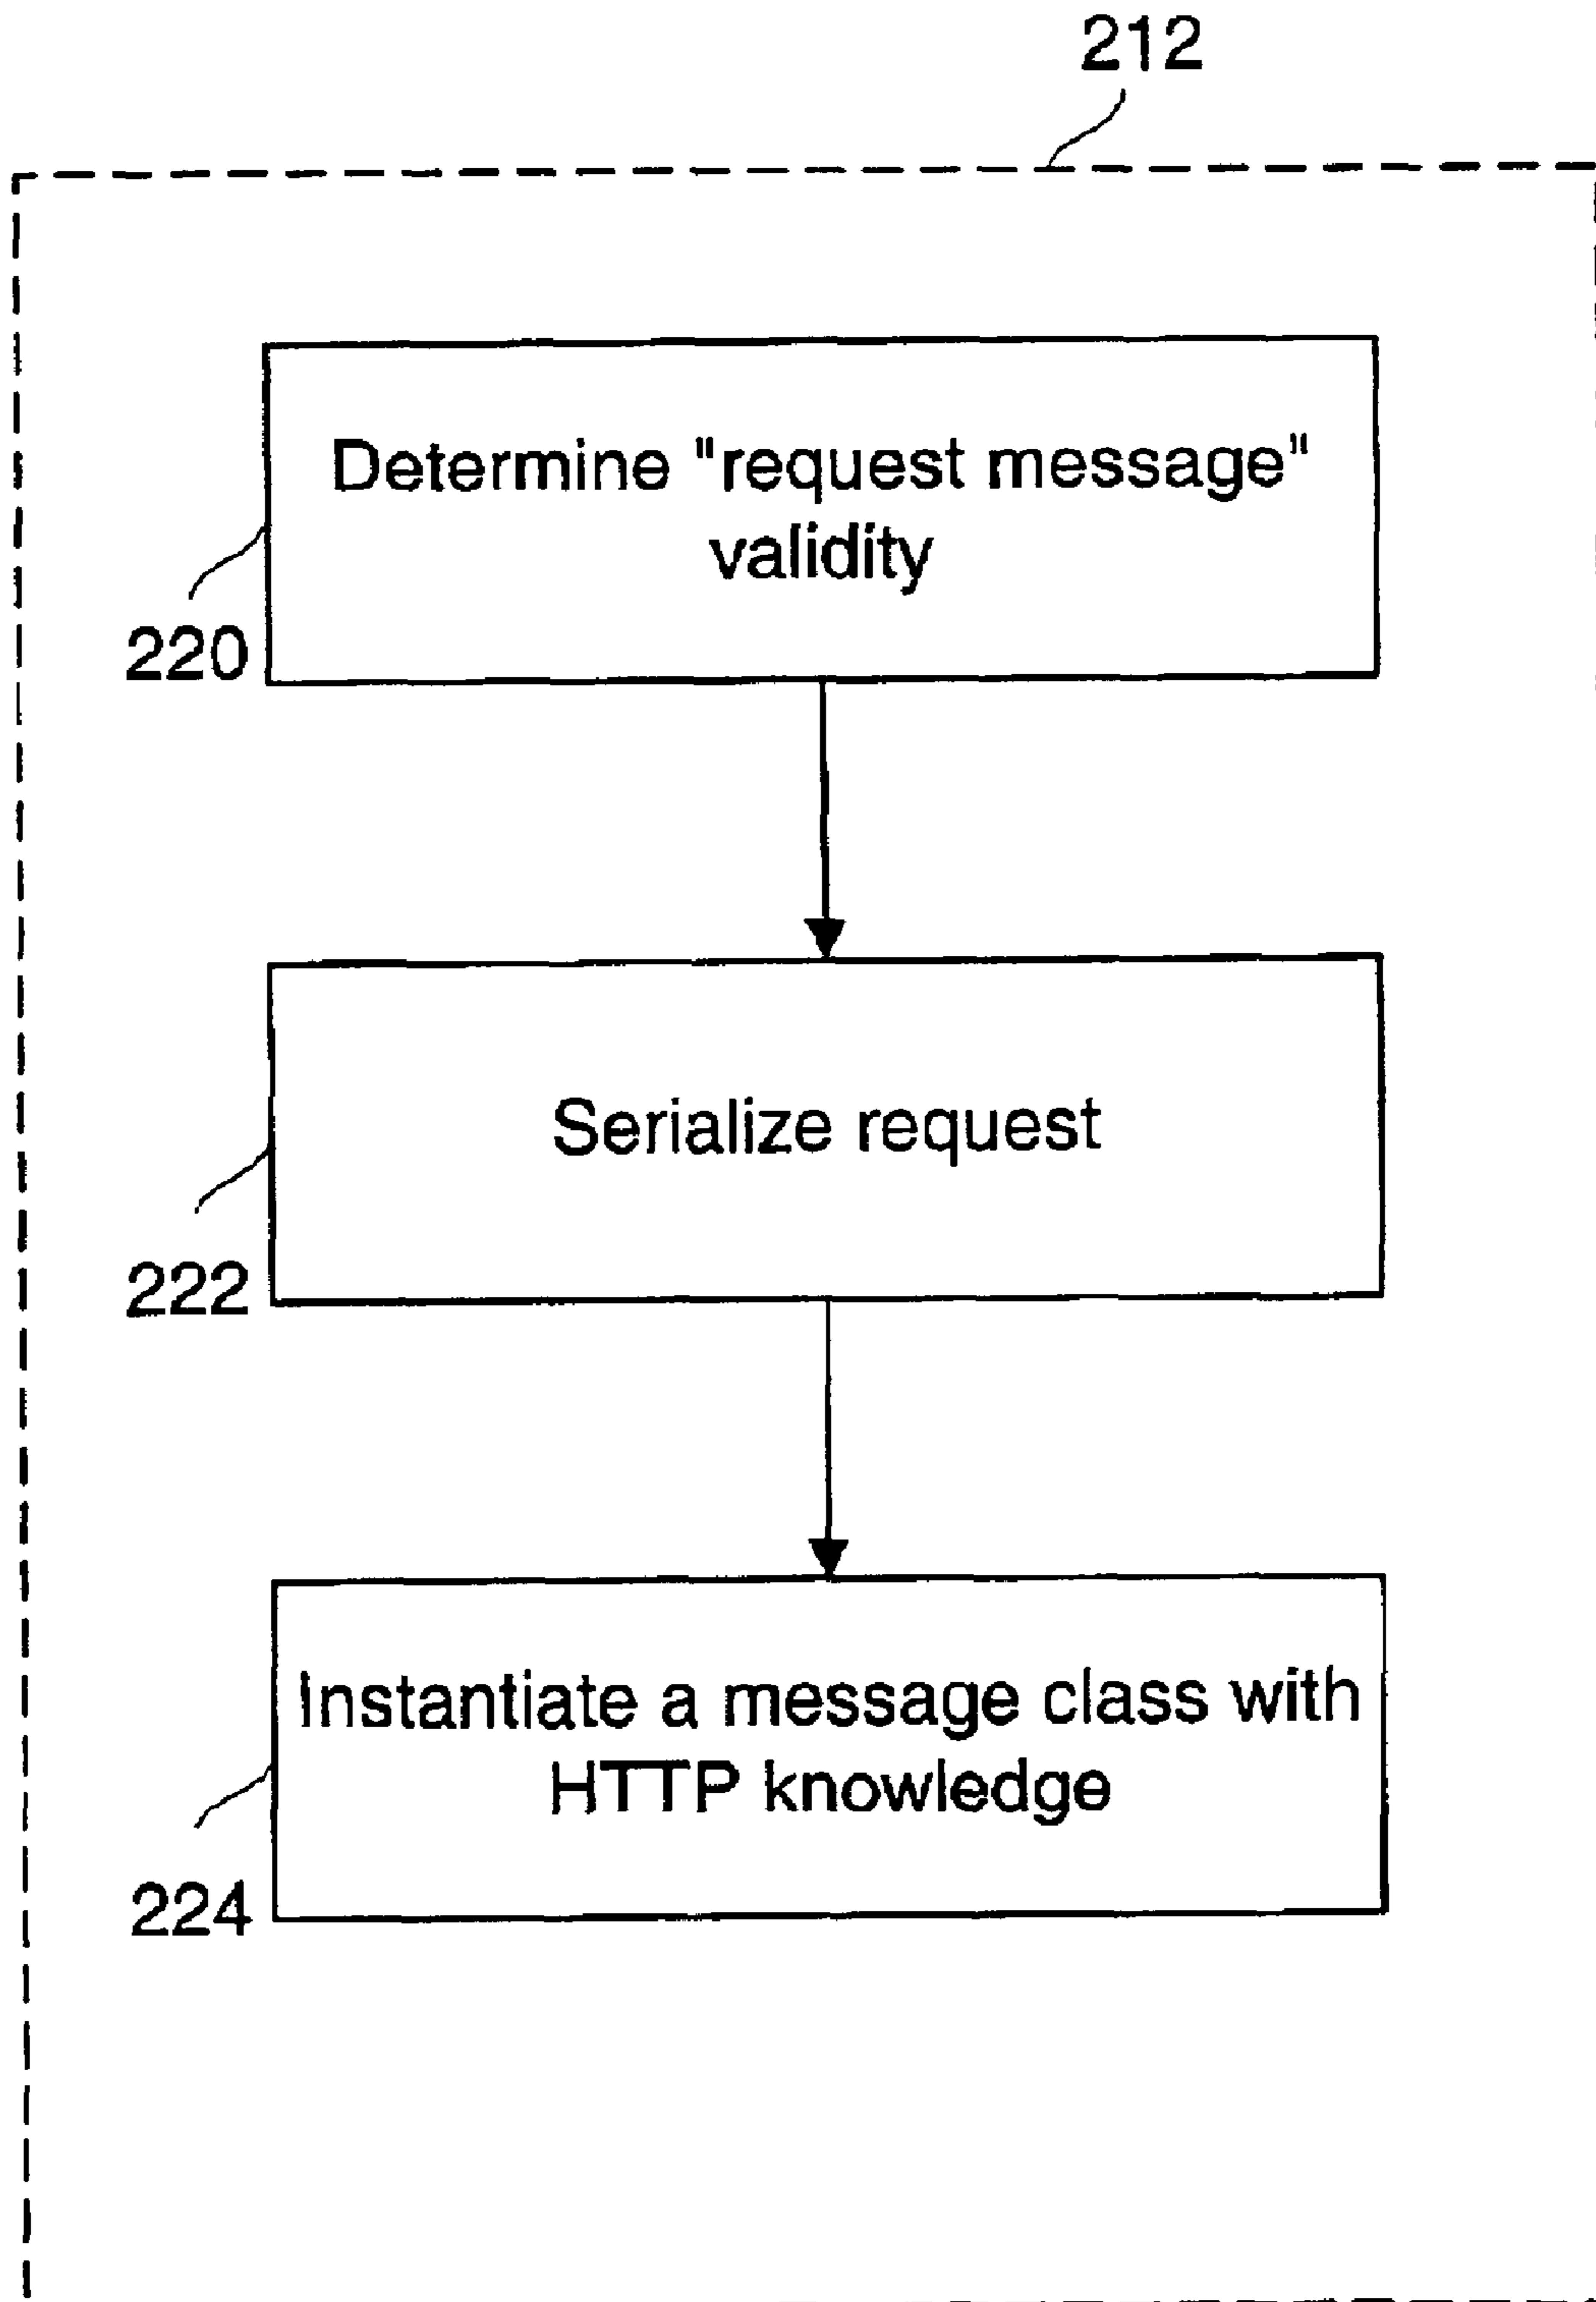 212
Determine "request message"
validity
220
Serialize request
222
Instantiate a message class with
HTTP knowledge
224